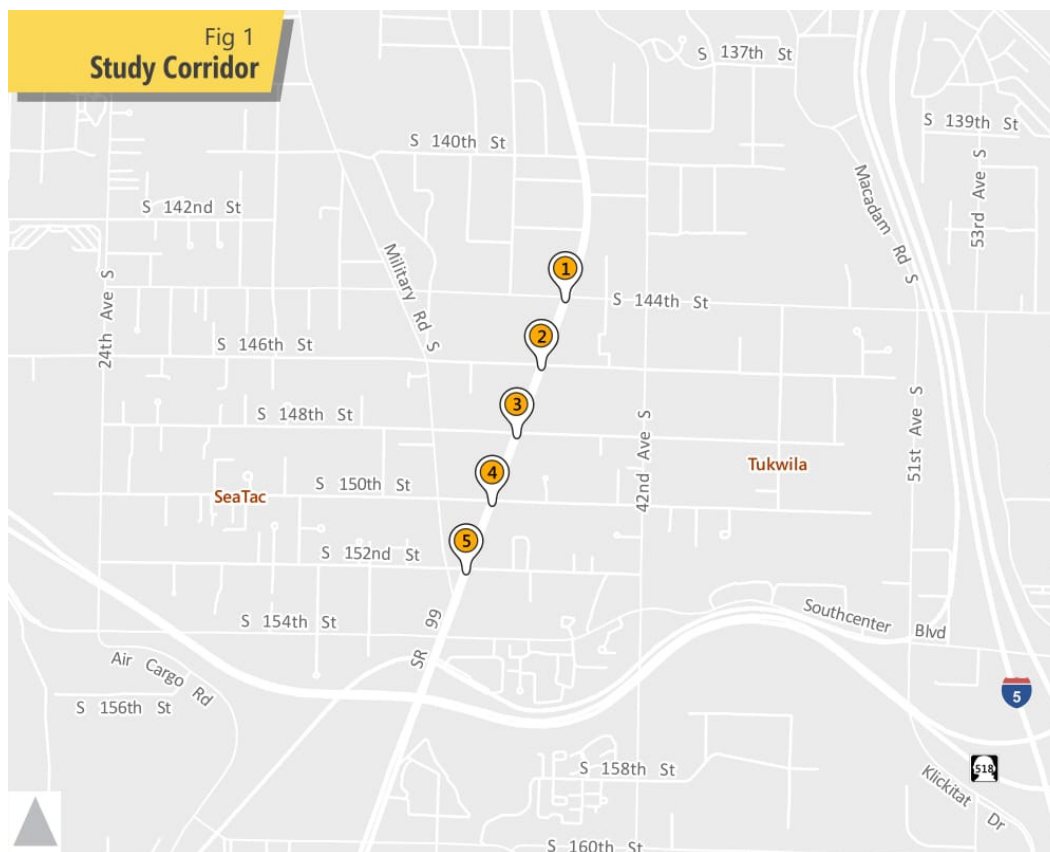 Fig 1
Study Corridor
S 137th St
S 139th St
S 140th St
53rd Ave S
Macadam Rd S
S 142nd St
Military Rd S
24th Ave S
1
S 144th St
2
S 146th St
3
S 148th St
42nd Ave S
51st Ave S
Tukwila
4
S 150th St
SeaTac
5
S 152nd St
SR 99
S 154th St
Southcenter Blvd
Air Cargo Rd
S 156th St
5
518
S 158th St
Klickitat Dr
S 160th St